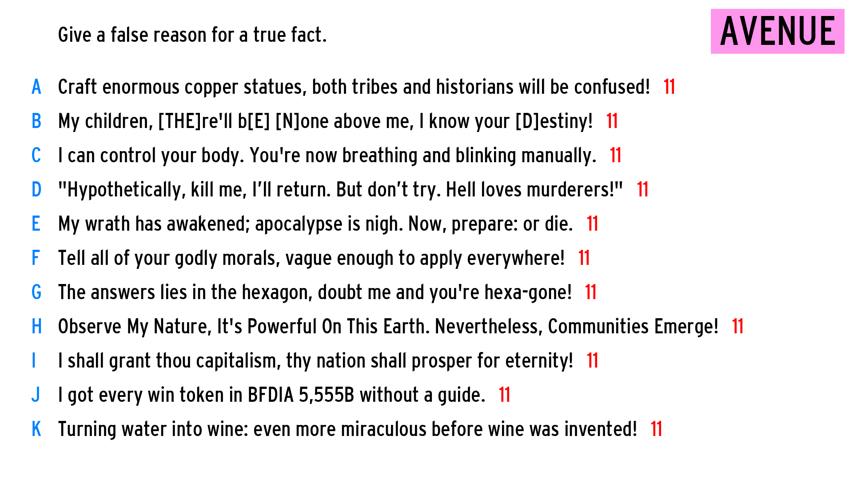 Give a false reason for a true fact.
AVENUE
A Craft enormous copper statues, both tribes and historians will be confused! 11
B My children, [THE]re'll b[E] [N]one above me, I know your [D]estiny! 11
C I can control your body. You're now breathing and blinking manually. 11
D "Hypothetically, kill me, I’ll return. But don’t try. Hell loves murderers!" 11
E My wrath has awakened; apocalypse is nigh. Now, prepare: or die. 11
F Tell all of your godly morals, vague enough to apply everywhere! 11
G The answers lies in the hexagon, doubt me and you're hexa-gone! 11
H Observe My Nature, It's Powerful On This Earth. Nevertheless, Communities Emerge! 11
I I shall grant thou capitalism, thy nation shall prosper for eternity! 11
J I got every win token in BFDIA 5,555B without a guide. 11
K Turning water into wine: even more miraculous before wine was invented! 11